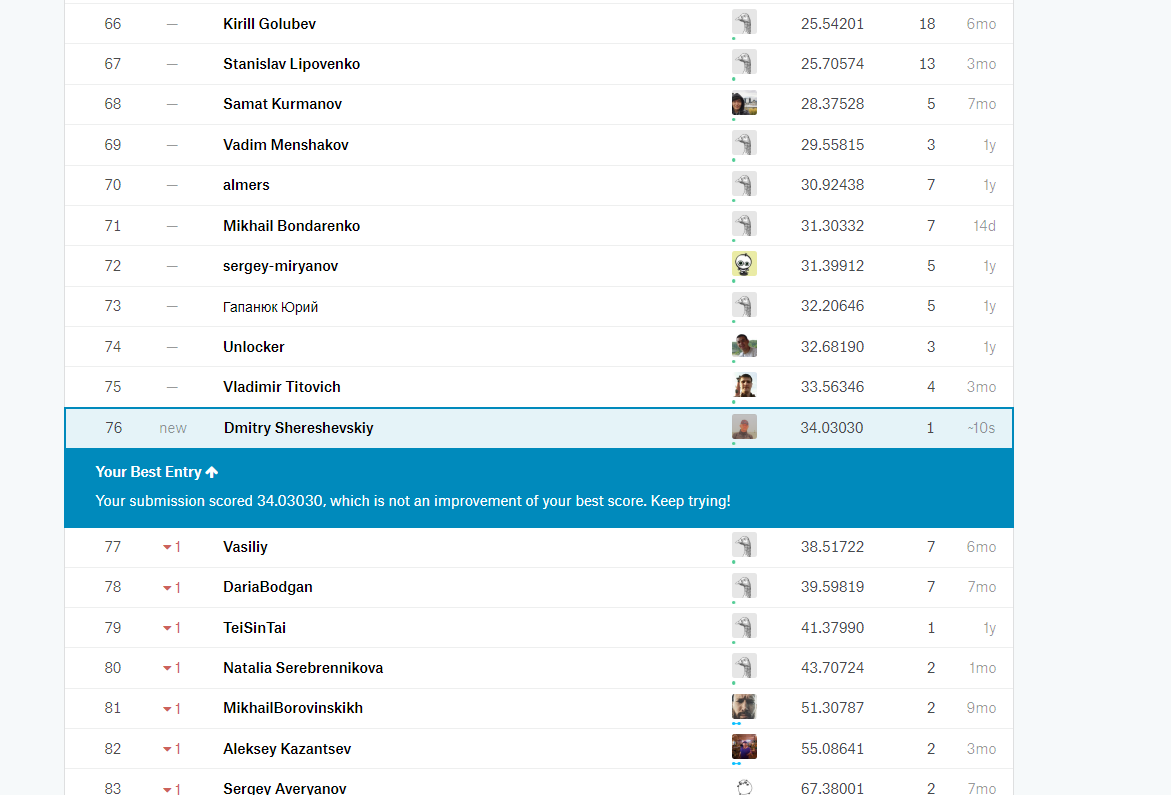 66 — Kirill Golubev 25.54201 18 6mo
67 — Stanislav Lipovenko 25.70574 13 3mo
68 — Samat Kurmanov 28.37528 5 7mo
69 — Vadim Menshakov 29.55815 3 1y
70 — almers 30.92438 7 1y
71 — Mikhail Bondarenko 31.30332 7 14d
72 — sergey-miryanov 31.39912 5 1y
73 — Гапанюк Юрий 32.20646 5 1y
74 — Unlocker 32.68190 3 1y
75 — Vladimir Titovich 33.56346 4 3mo
76 new Dmitry Shereshevskiy 34.03030 1 ~10s
Your Best Entry
Your submission scored 34.03030, which is not an improvement of your best score. Keep trying!
77 1 Vasiliy 38.51722 7 6mo
78 1 DariaBodgan 39.59819 7 7mo
79 1 TeiSinTai 41.37990 1 1y
80 1 Natalia Serebrennikova 43.70724 2 1mo
81 1 MikhailBorovinskikh 51.30787 2 9mo
82 1 Aleksey Kazantsev 55.08641 2 3mo
83 1 Sergey Averyanov 67.38001 2 7mo